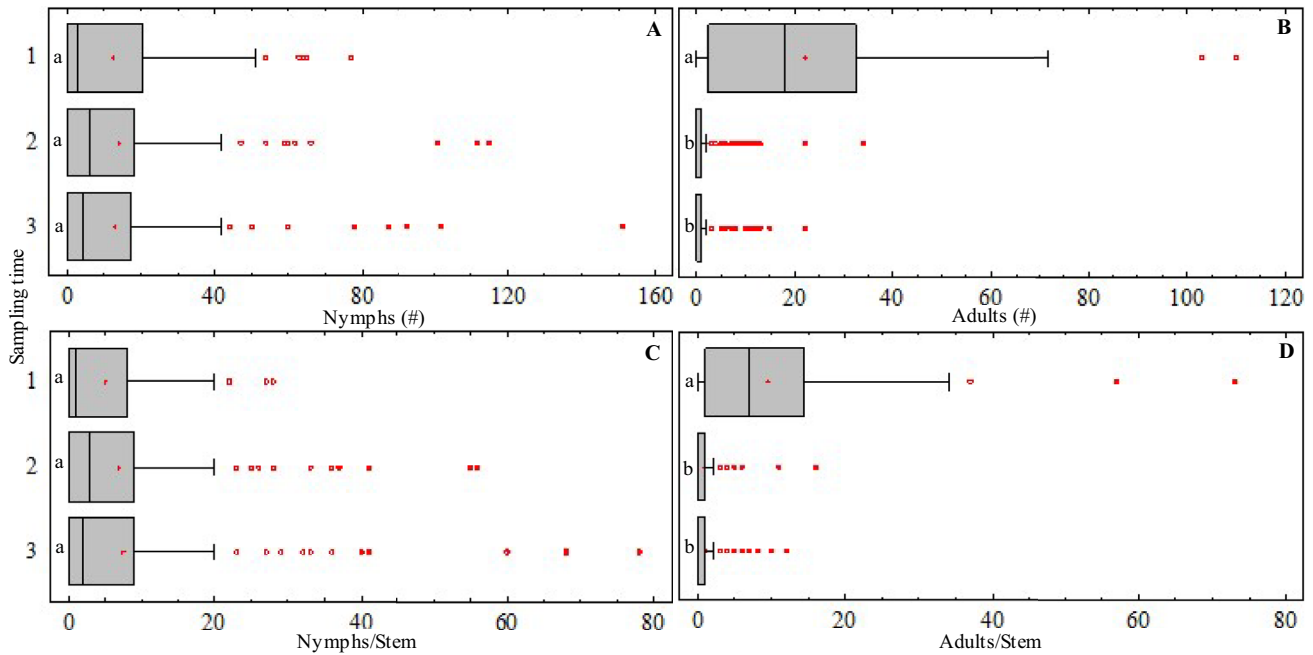 A
B
1
a
a
2
a
b
3
a
b
0 40 80 120 160
0 20 40 60 80 100 120
Nymphs (#)
Adults (#)
Sampling time
C
D
1
a
a
2
a
b
3
a
b
0 20 40 60 80
0 20 40 60 80
Nymphs/Stem
Adults/Stem